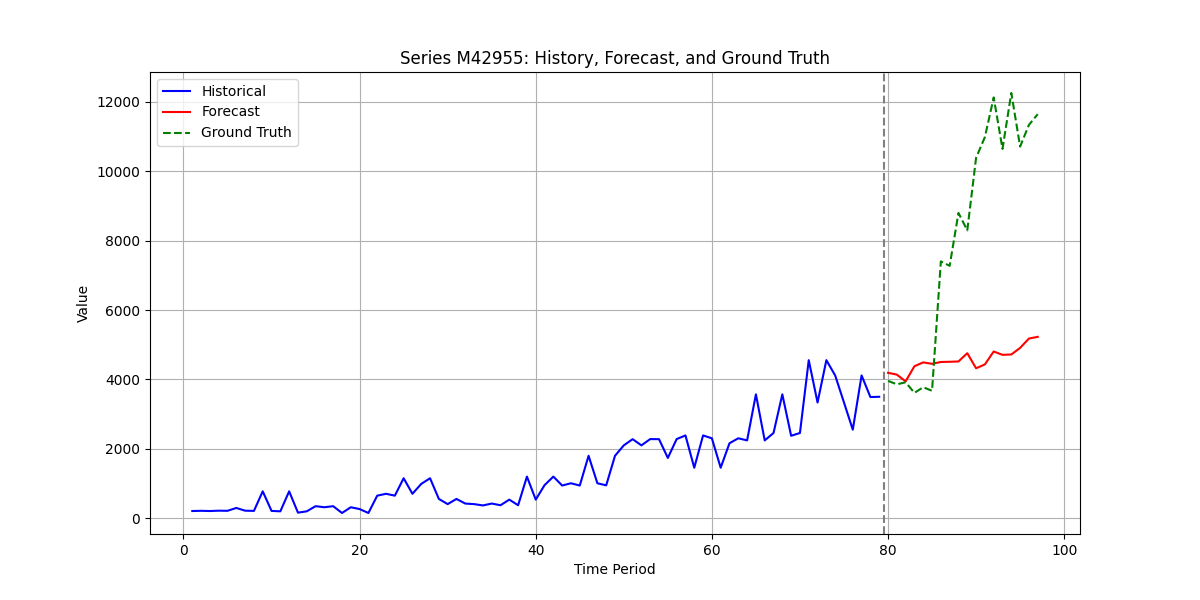 Series M42955: History, Forecast, and Ground Truth
Historical
Forecast
Ground Truth
12000
10000
8000
6000
4000
2000
0
Value
0 20 40 60 80 100
Time Period